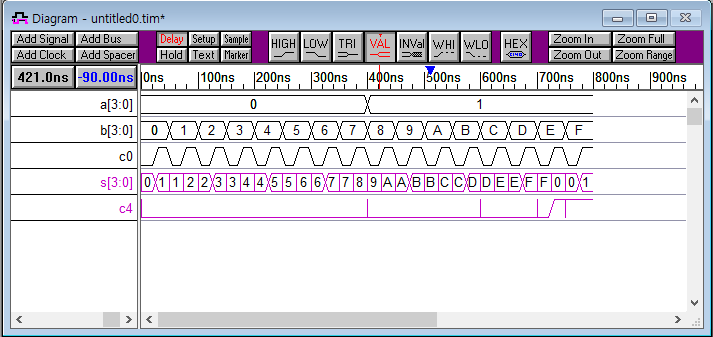 Diagram - untitled0.tim*
Add Signal Add Bus Delay Setup Sample HIGH LOW TRI VAL INVal WHI WLO HEX Zoom In Zoom Full
Add Clock Add Spacer Hold Text Marker Zoom Out Zoom Range
421.0ns -90.00ns 0ns 100ns 200ns 300ns 400ns 500ns 600ns 700ns 800ns 900ns
a[3:0] 0 1
b[3:0] 0 1 2 3 4 5 6 7 8 9 A B C D E F
c0
s[3:0] 0 1 1 2 2 3 3 4 4 5 5 6 6 7 7 8 9 A A B B C C D D E E F F 0 0 1
c4